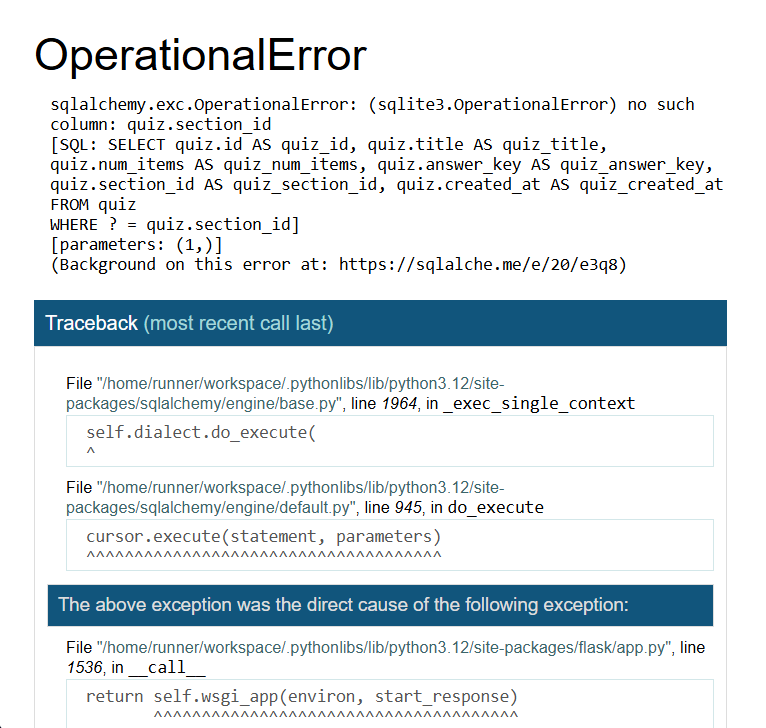 OperationalError
sqlalchemy.exc.OperationalError: (sqlite3.OperationalError) no such
column: quiz.section_id
[SQL: SELECT quiz.id AS quiz_id, quiz.title AS quiz_title,
quiz.num_items AS quiz_num_items, quiz.answer_key AS quiz_answer_key,
quiz.section_id AS quiz_section_id, quiz.created_at AS quiz_created_at
FROM quiz
WHERE ? = quiz.section_id]
[parameters: (1,)]
(Background on this error at: https://sqlalche.me/e/20/e3q8)
Traceback (most recent call last)
File "/home/runner/workspace/.pythonlibs/lib/python3.12/site-
packages/sqlalchemy/engine/base.py", line 1964, in _exec_single_context
self.dialect.do_execute(
^
File "/home/runner/workspace/.pythonlibs/lib/python3.12/site-
packages/sqlalchemy/engine/default.py", line 945, in do_execute
cursor.execute(statement, parameters)
^^^^^^^^^^^^^^^^^^^^^^^^^^^^^^^^^^^^^
The above exception was the direct cause of the following exception:
File "/home/runner/workspace/.pythonlibs/lib/python3.12/site-packages/flask/app.py", line
1536, in __call__
return self.wsgi_app(environ, start_response)
^^^^^^^^^^^^^^^^^^^^^^^^^^^^^^^^^^^^^^